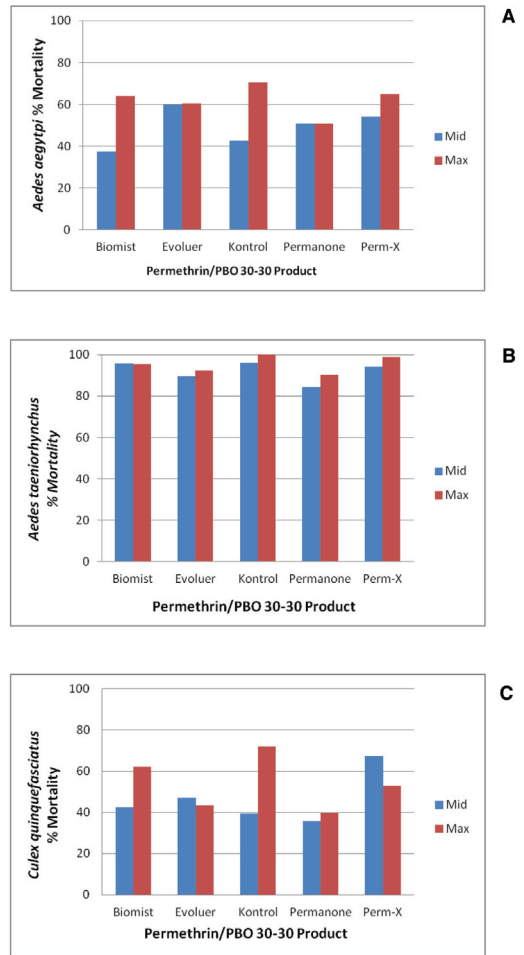 A
100
80
60
40
20
0
Aedes aegytpi % Mortality
Biomist Evoluer Kontrol Permanone Perm-X
Permethrin/PBO 30-30 Product
Mid
Max
B
100
80
60
40
20
0
Aedes taeniorhynchus
% Mortality
Biomist Evoluer Kontrol Permanone Perm-X
Permethrin/PBO 30-30 Product
Mid
Max
C
100
80
60
40
20
0
Culex quinquefasciatus
% Mortality
Biomist Evoluer Kontrol Permanone Perm-X
Permethrin/PBO 30-30 Product
Mid
Max